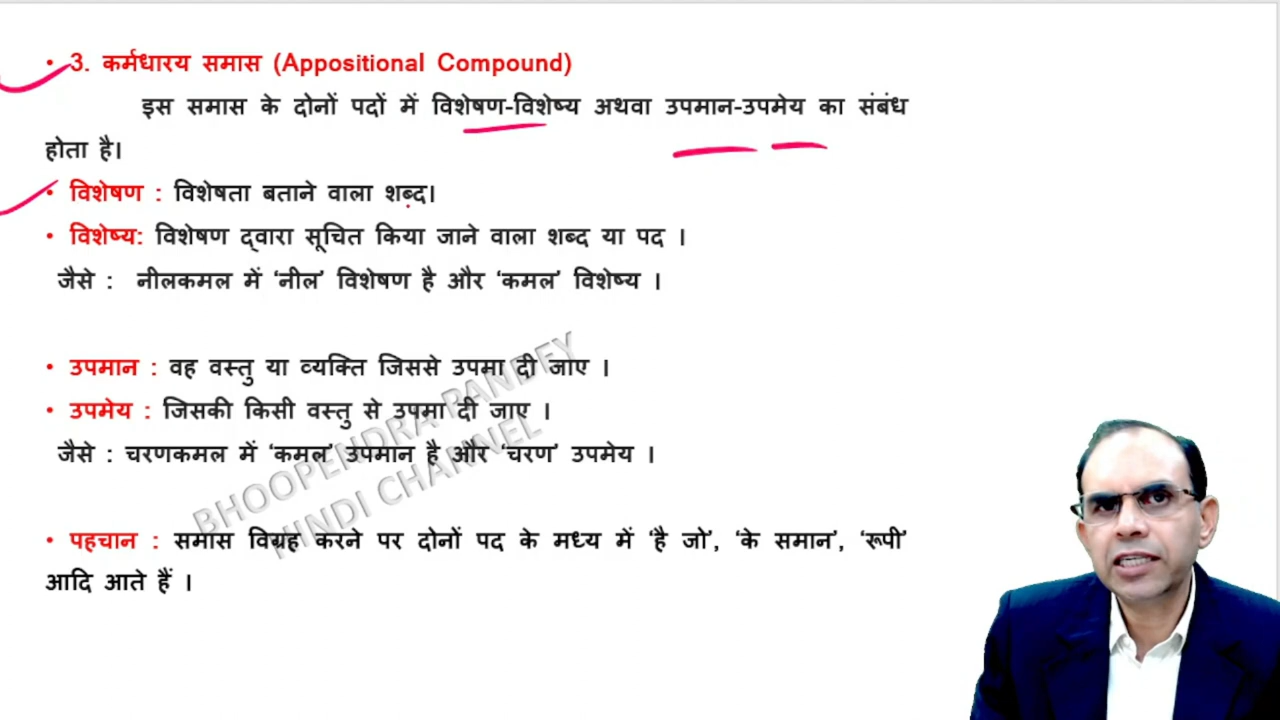 • 3. कर्मधारय समास (Appositional Compound)
इस समास के दोनों पदों में विशेषण-विशेष्य अथवा उपमान-उपमेय का संबंध
होता है।
• विशेषण : विशेषता बताने वाला शब्द।
• विशेष्य: विशेषण द्वारा सूचित किया जाने वाला शब्द या पद ।
जैसे : नीलकमल में ‘नील’ विशेषण है और ‘कमल’ विशेष्य ।
• उपमान : वह वस्तु या व्यक्ति जिससे उपमा दी जाए ।
• उपमेय : जिसकी किसी वस्तु से उपमा दी जाए ।
जैसे : चरणकमल में ‘कमल’ उपमान है और ‘चरण’ उपमेय ।
BHOOPENDRA PANDEY
HINDI CHANNEL
• पहचान : समास विग्रह करने पर दोनों पद के मध्य में ‘है जो’, ‘के समान’, ‘रूपी’
आदि आते हैं ।